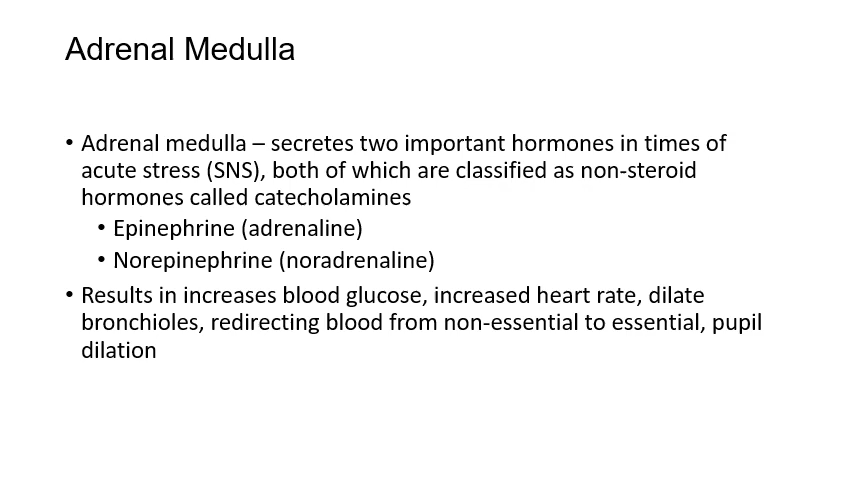 Adrenal Medulla
• Adrenal medulla – secretes two important hormones in times of
acute stress (SNS), both of which are classified as non-steroid
hormones called catecholamines
• Epinephrine (adrenaline)
• Norepinephrine (noradrenaline)
• Results in increases blood glucose, increased heart rate, dilate
bronchioles, redirecting blood from non-essential to essential, pupil
dilation